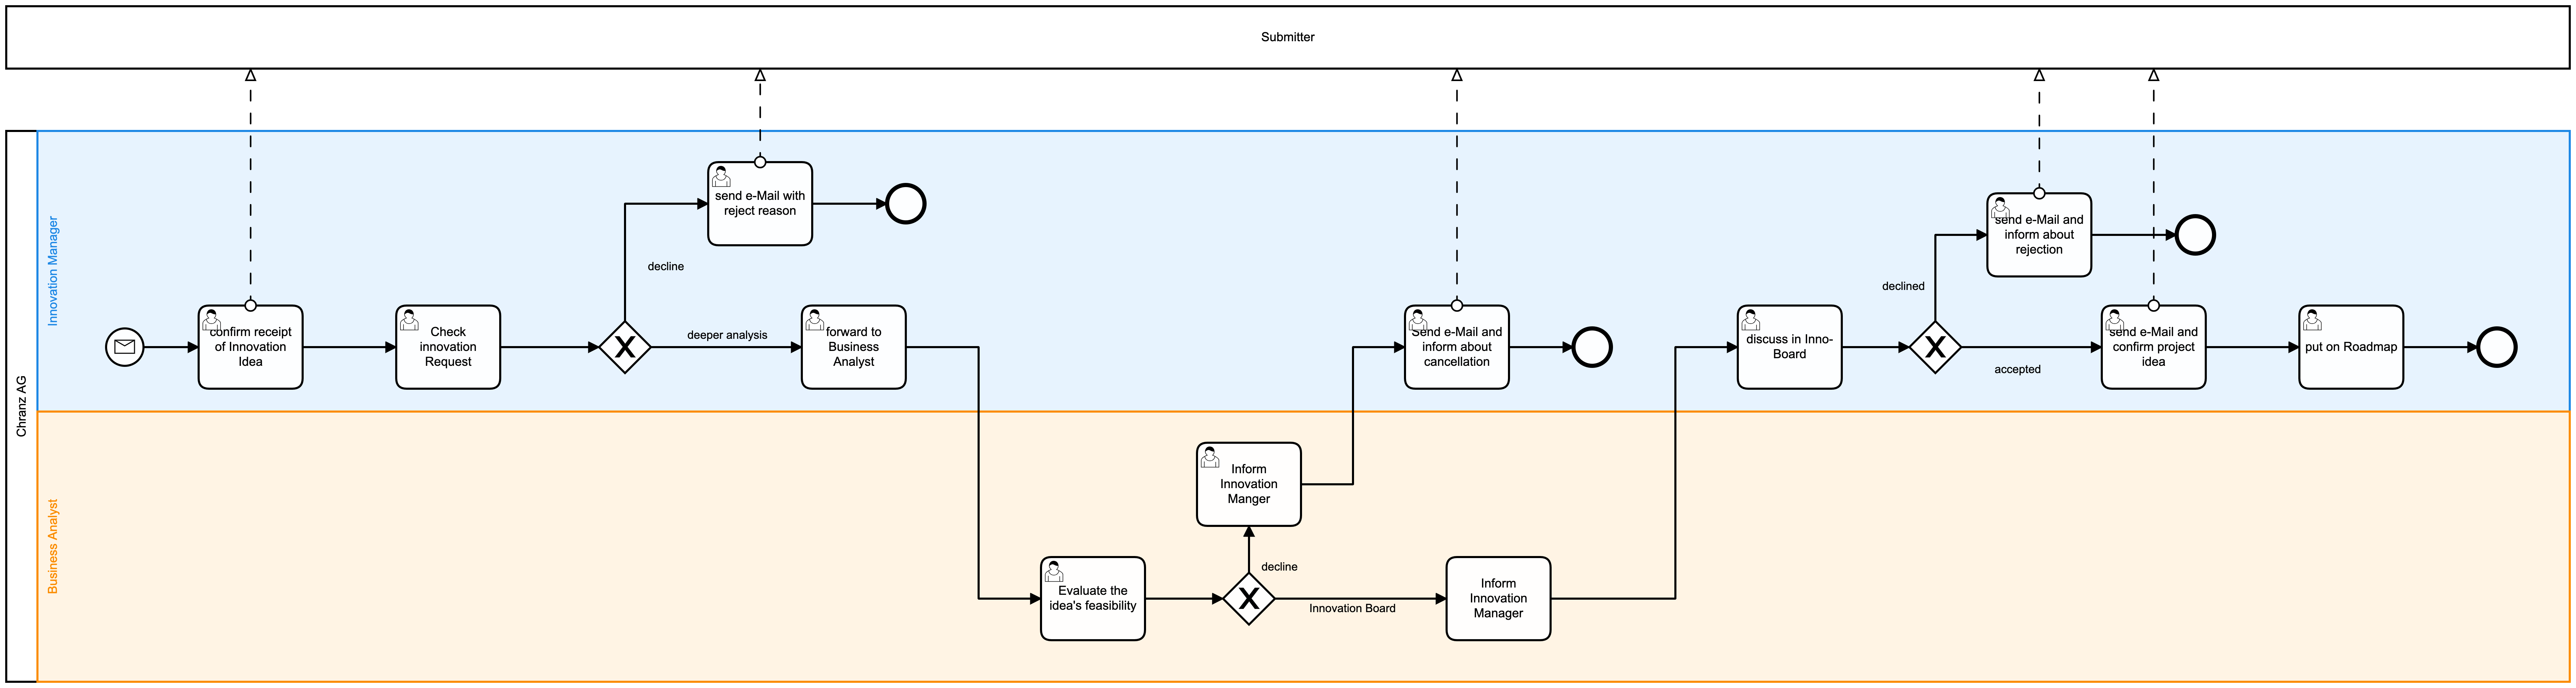 Submitter
Chranz AG
Innovation Manager
Business Analyst
confirm receipt
of Innovation
Idea
Check
innovation
Request
decline
send e-Mail with
reject reason
deeper analysis
forward to
Business
Analyst
Evaluate the
idea's feasibility
decline
Inform
Innovation
Manger
Innovation Board
Inform
Innovation
Manager
Send e-Mail and
inform about
cancellation
discuss in Inno-
Board
declined
send e-Mail and
inform about
rejection
accepted
send e-Mail and
confirm project
idea
put on Roadmap